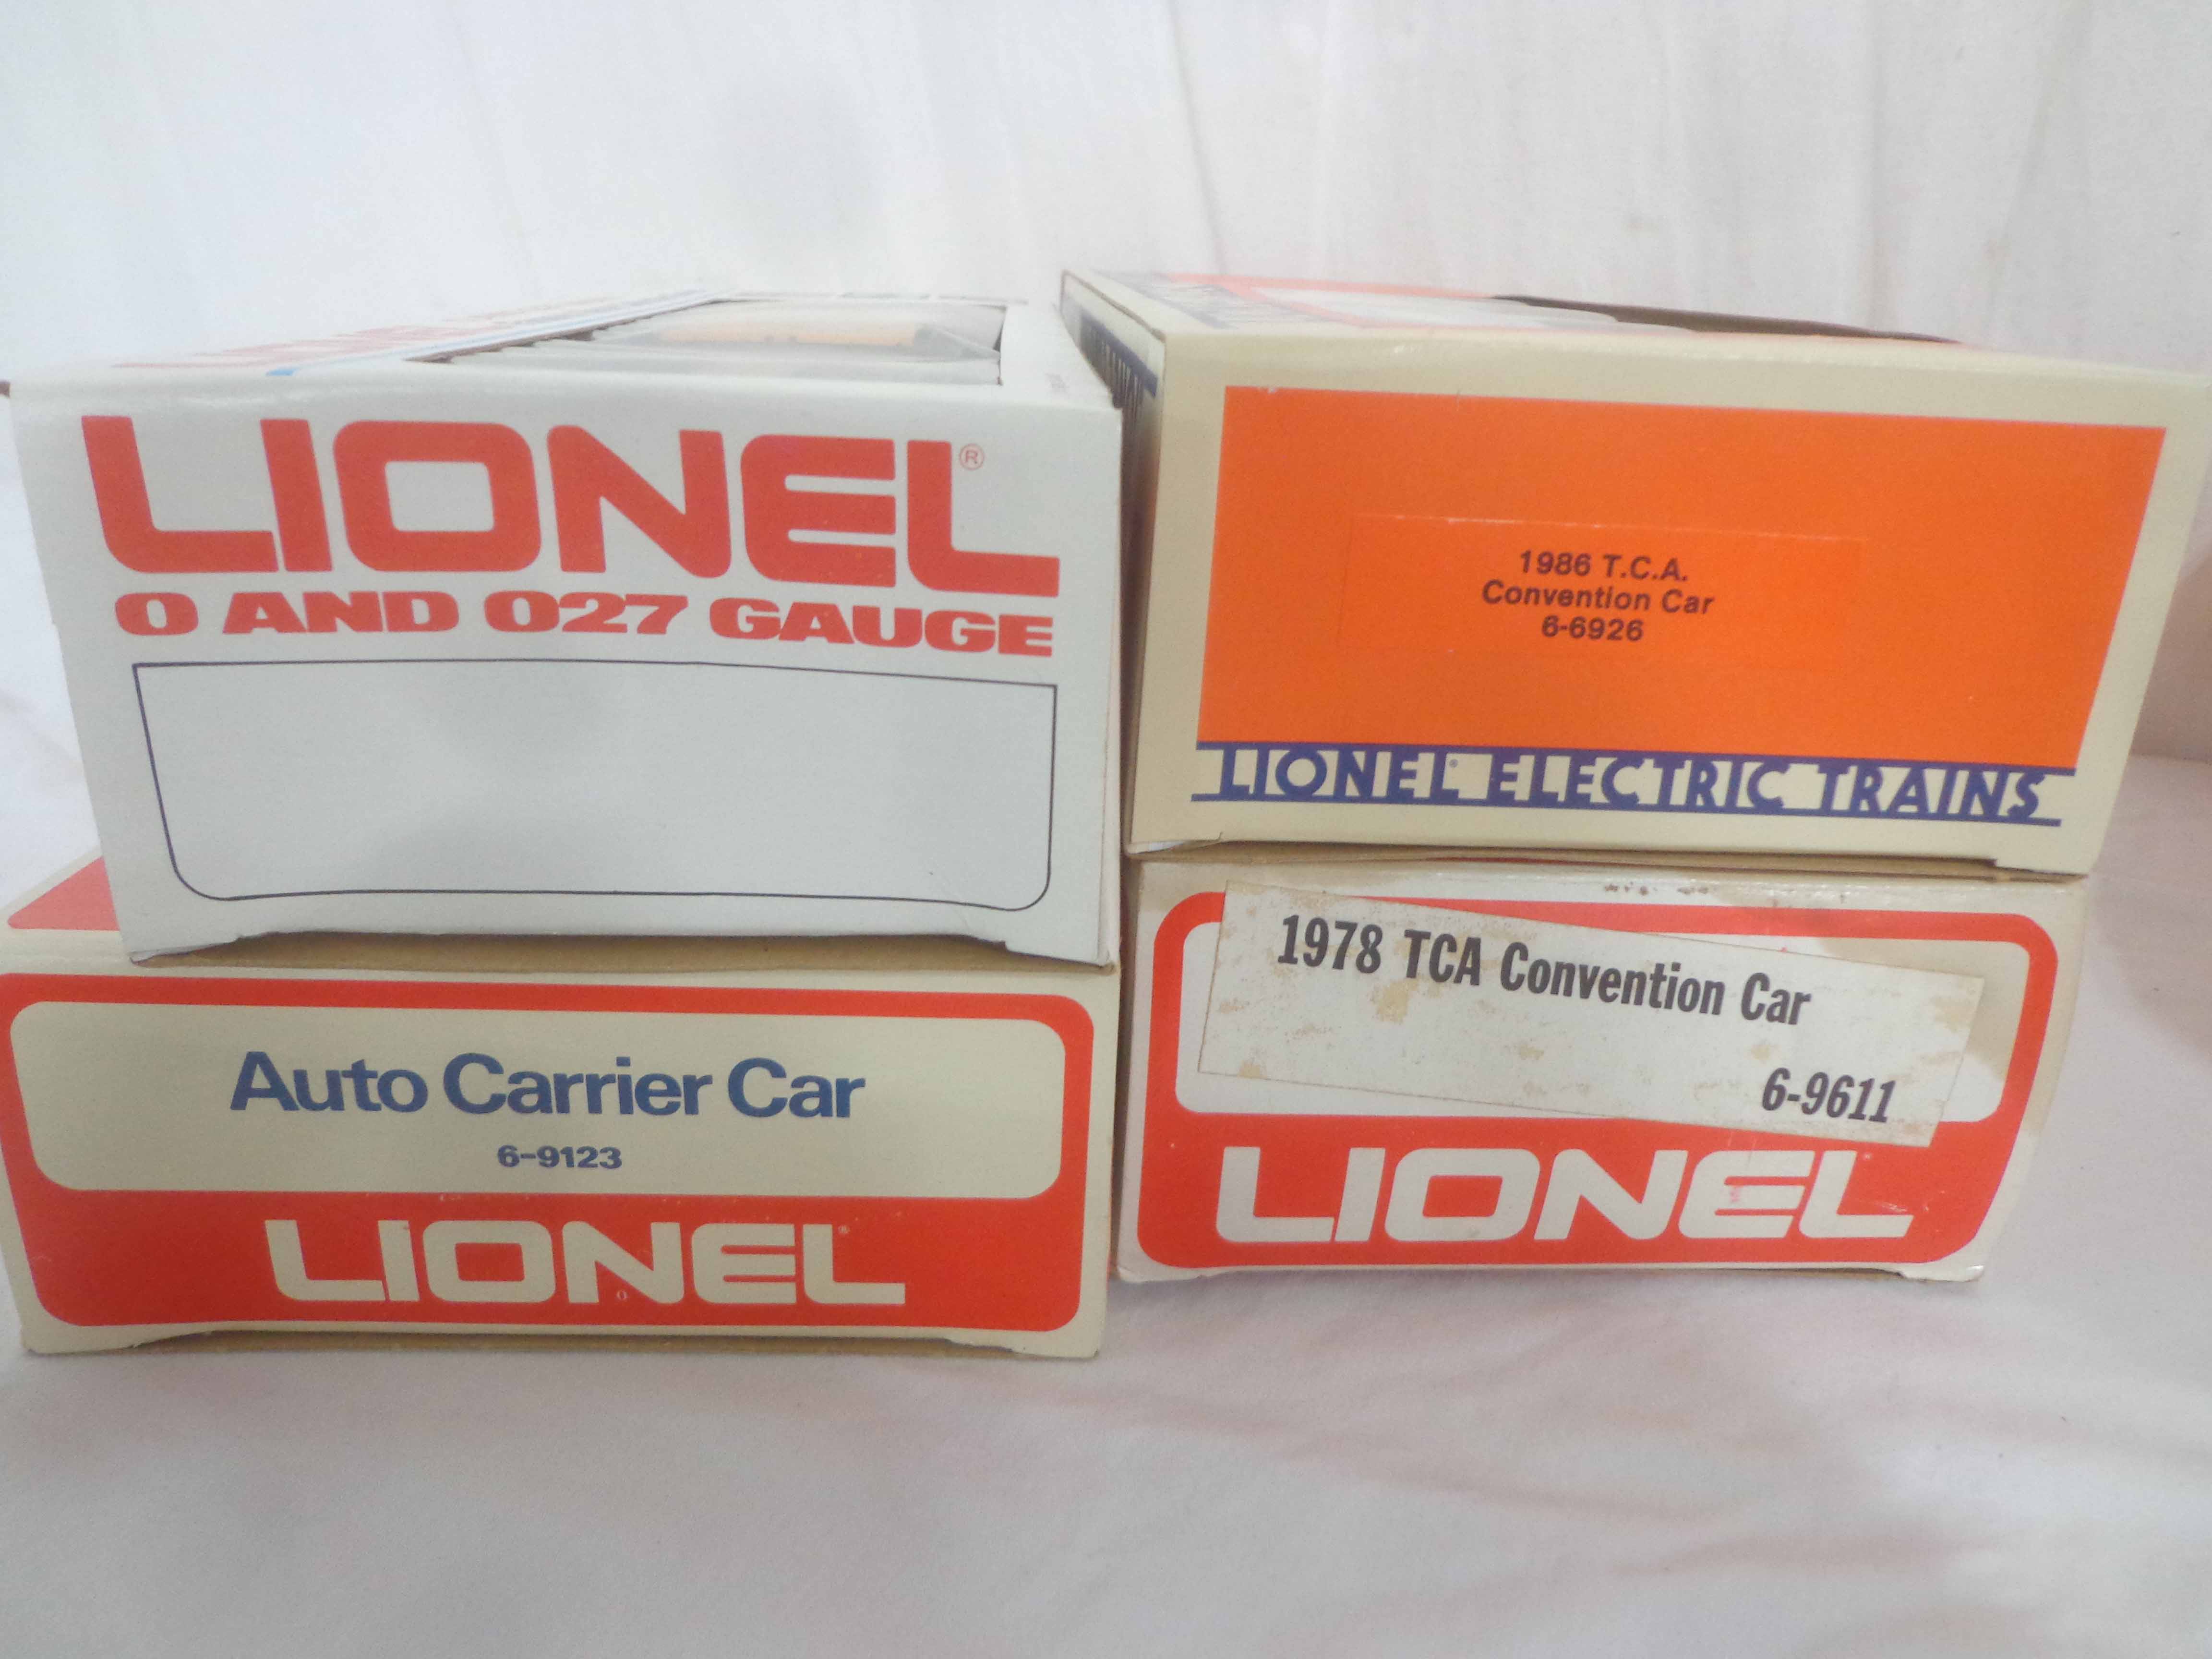 LIONEL®
O AND 027 GAUGE
1986 T.C.A.
Convention Car
6-6926
LIONEL® ELECTRIC TRAINS
Auto Carrier Car
6-9123
LIONEL®
1978 TCA Convention Car
6-9611
LIONEL